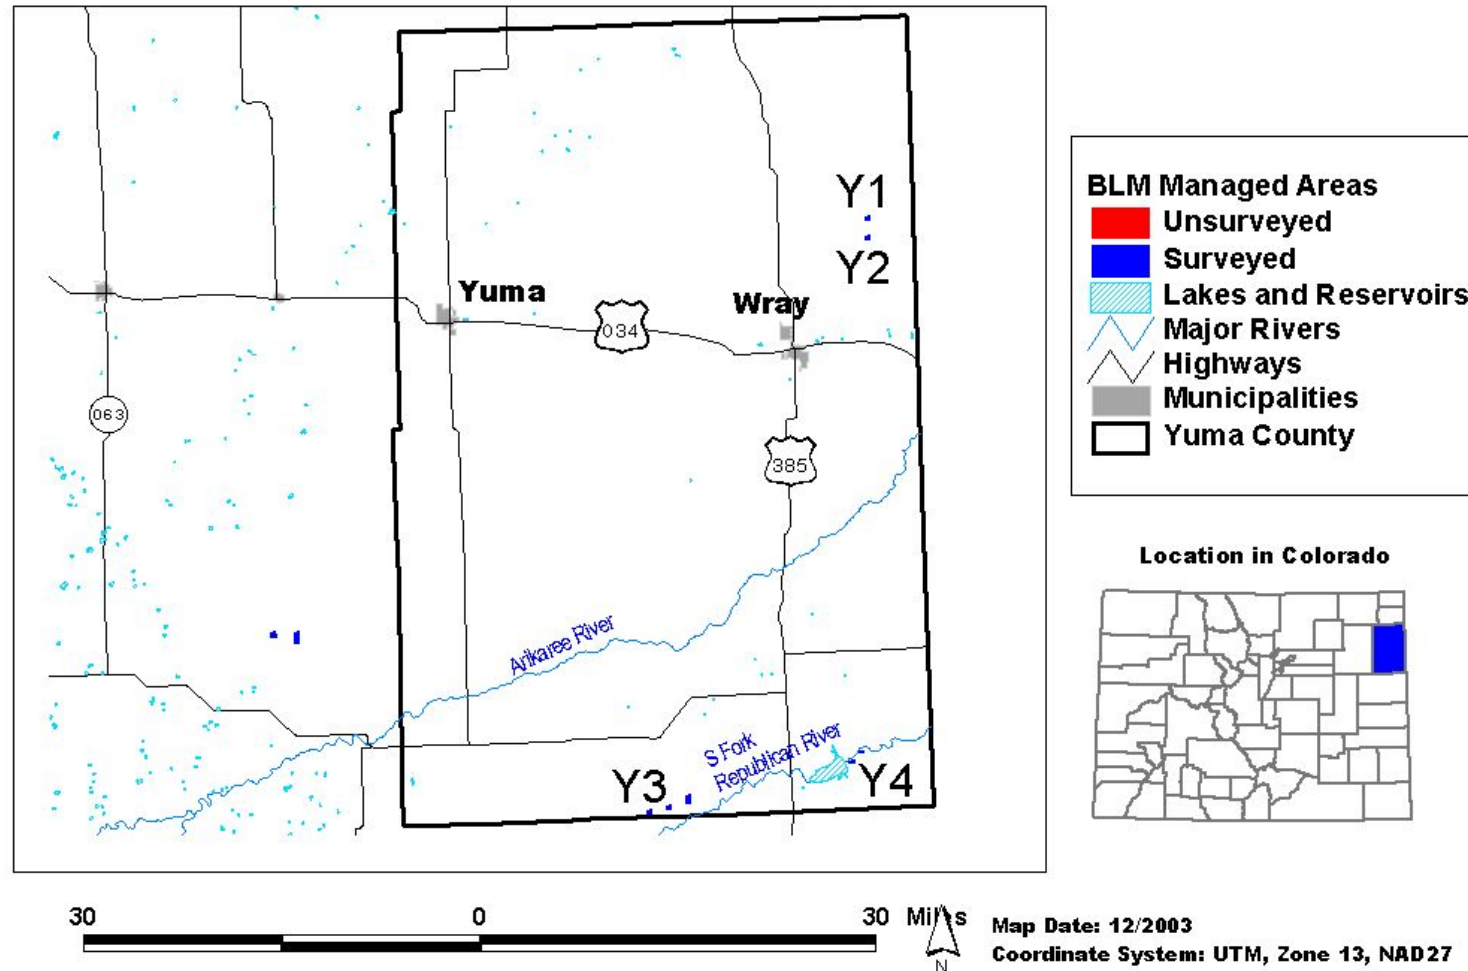 Y1
Y2
Yuma
Wray
034
063
385
Arikaree River
S Fork
Republican River
Y3
Y4
BLM Managed Areas
Unsurveyed
Surveyed
Lakes and Reservoirs
Major Rivers
Highways
Municipalities
Yuma County
Location in Colorado
30 0 30 Miles
N
Map Date: 12/2003
Coordinate System: UTM, Zone 13, NAD27